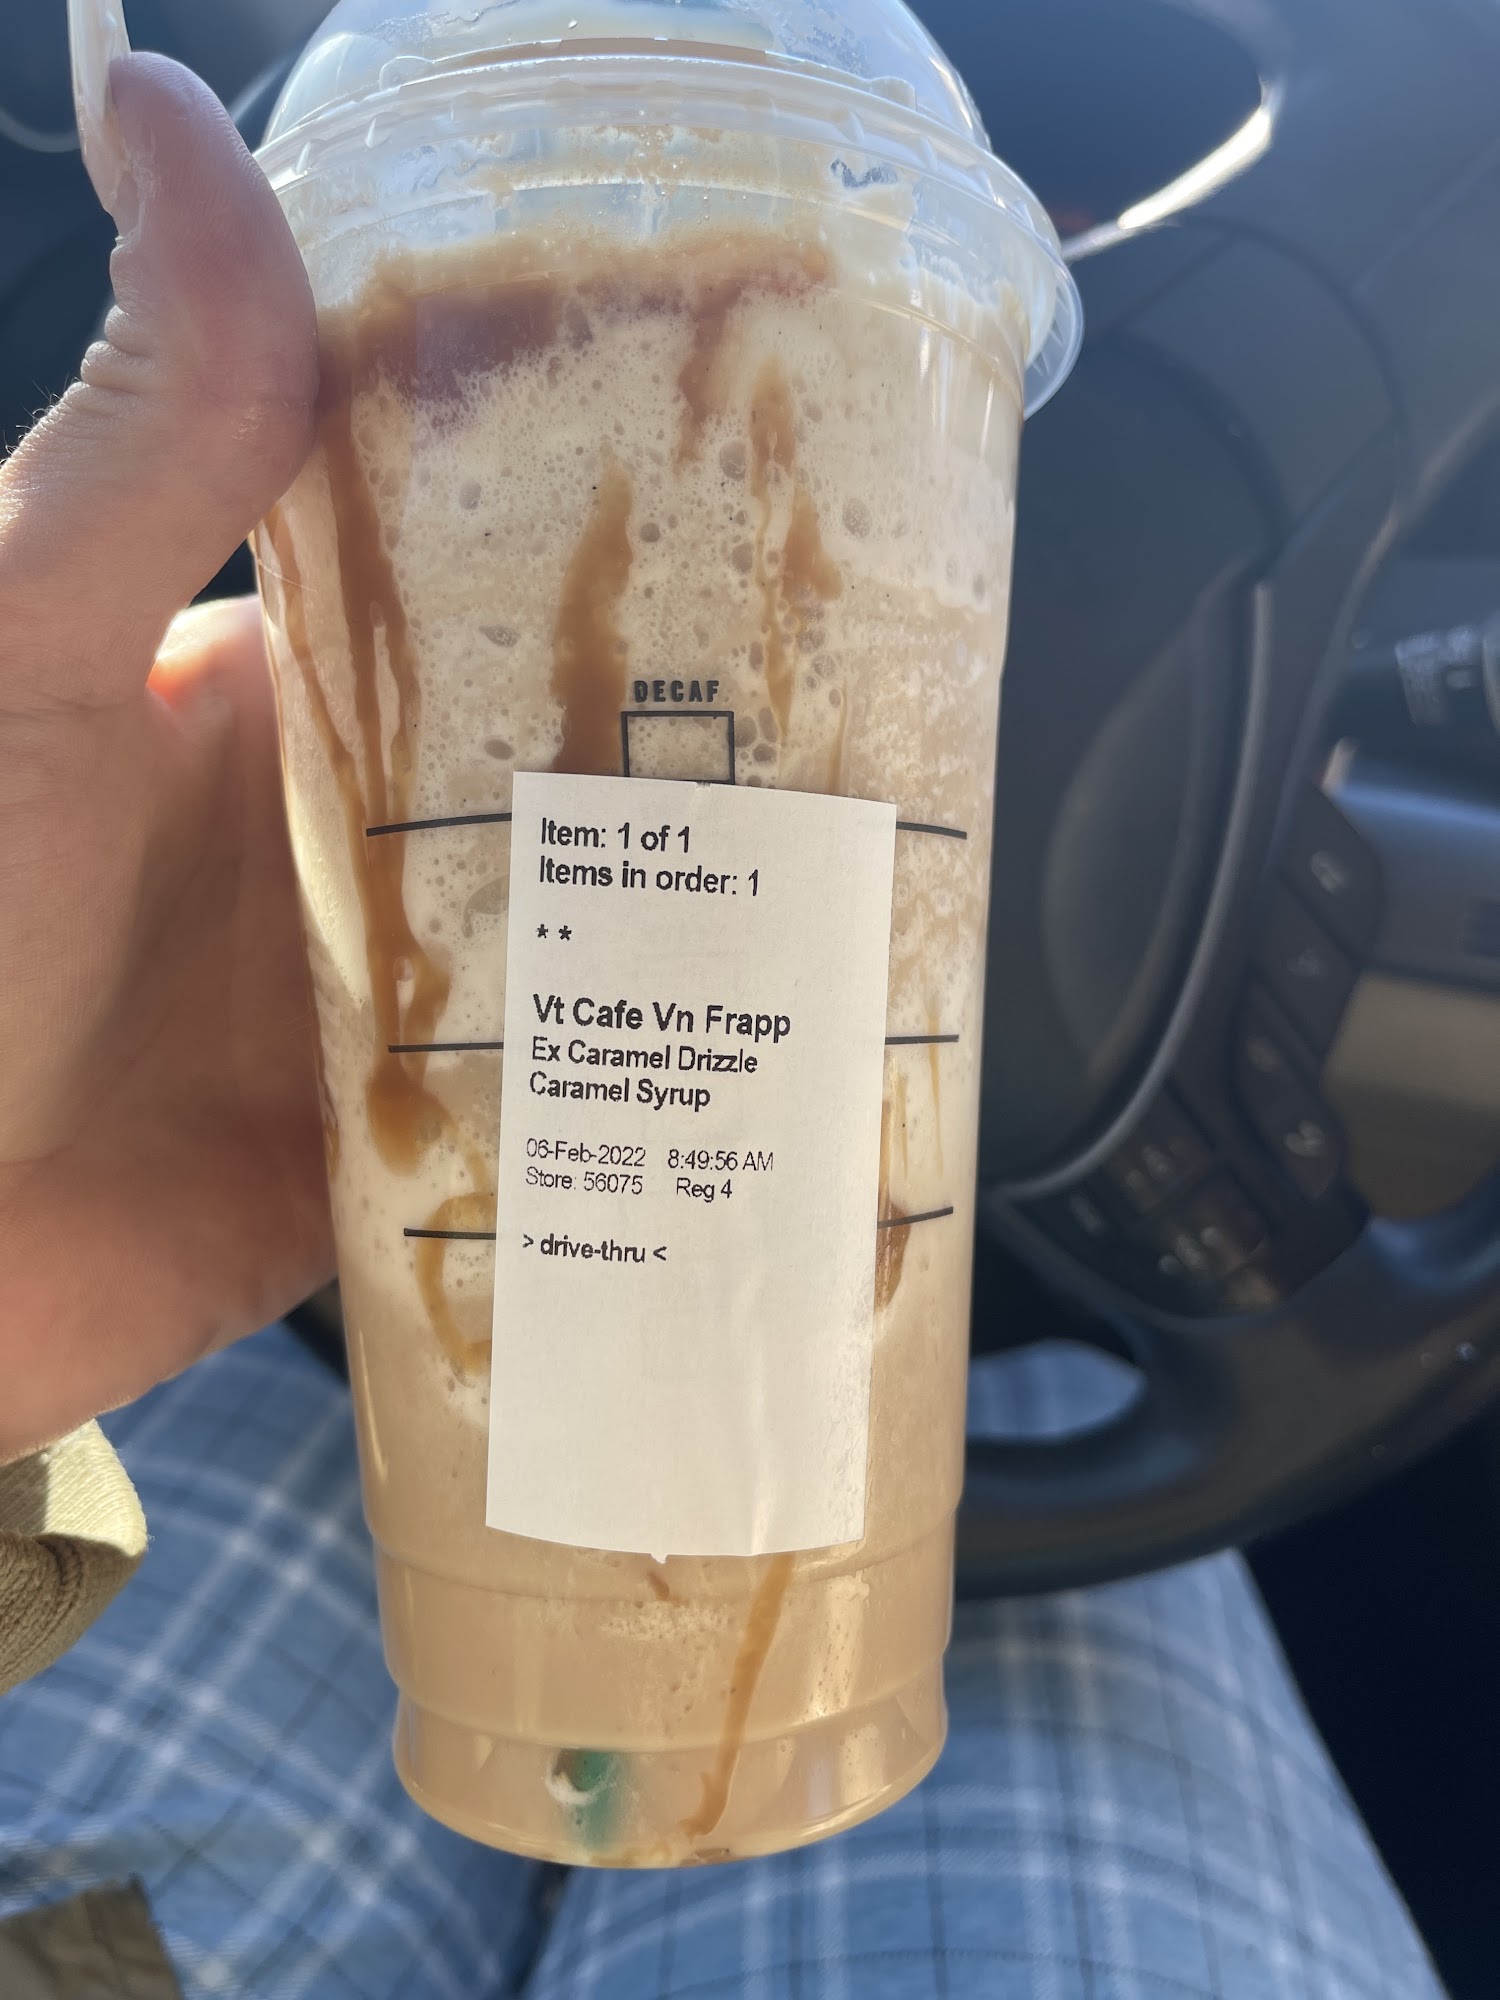 DECAF
Item: 1 of 1
Items in order: 1
* *
Vt Cafe Vn Frapp
Ex Caramel Drizzle
Caramel Syrup
06-Feb-2022 8:49:56 AM
Store: 56075 Reg 4
> drive-thru <